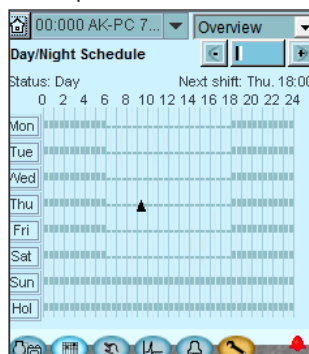 00:000 AK-PC 7... Overview
Day/Night Schedule
Status: Day Next shift: Thu. 18:00
0 2 4 6 8 10 12 14 16 18 20 22 24
Mon
Tue
Wed
Thu
Fri
Sat
Sun
Hol